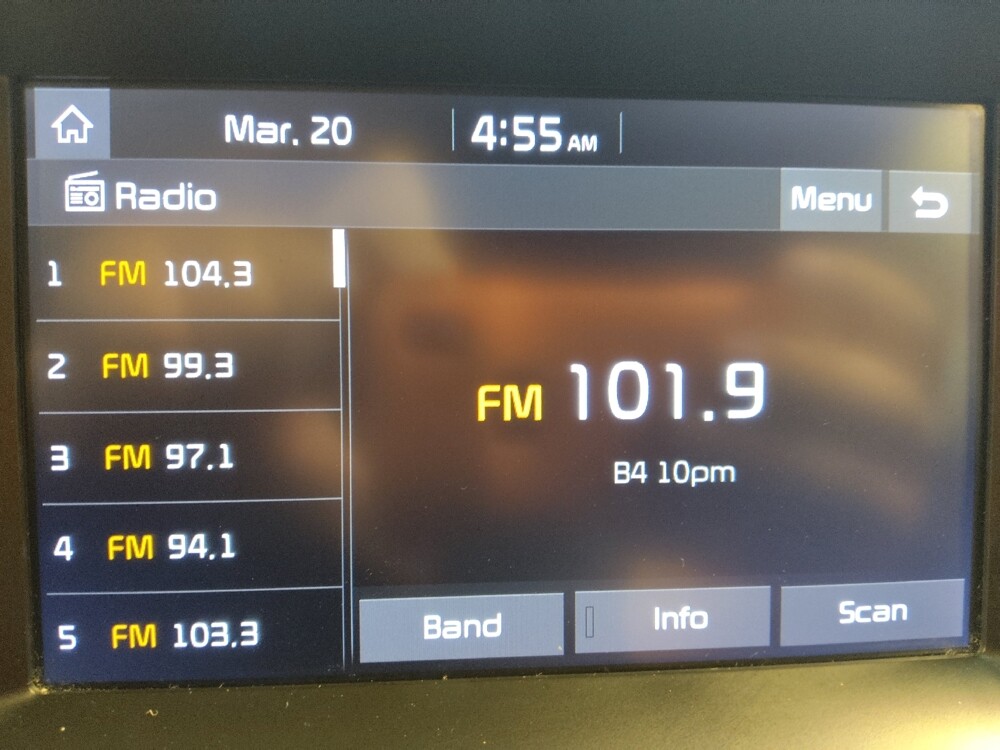 Mar. 20 4:55 AM
Radio Menu
1 FM 104.3
2 FM 99.3
3 FM 97.1
4 FM 94.1
5 FM 103.3
FM 101.9
B4 10pm
Band Info Scan